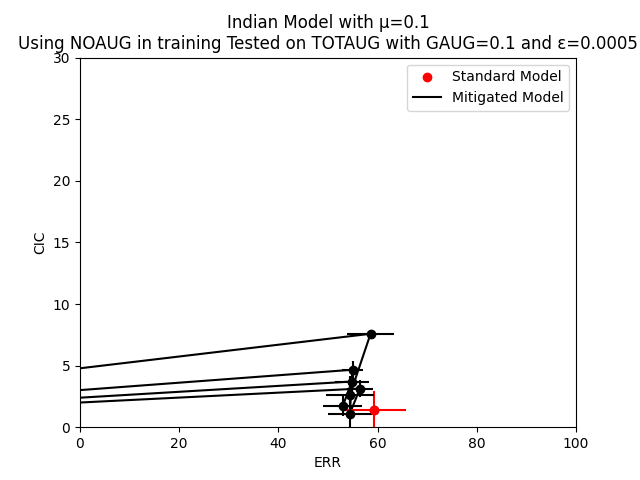 Indian Model with μ=0.1
Using NOAUG in training Tested on TOTAUG with GAUG=0.1 and ε=0.0005
Standard Model
Mitigated Model
30
25
20
15
10
5
0
CIC
0 20 40 60 80 100
ERR